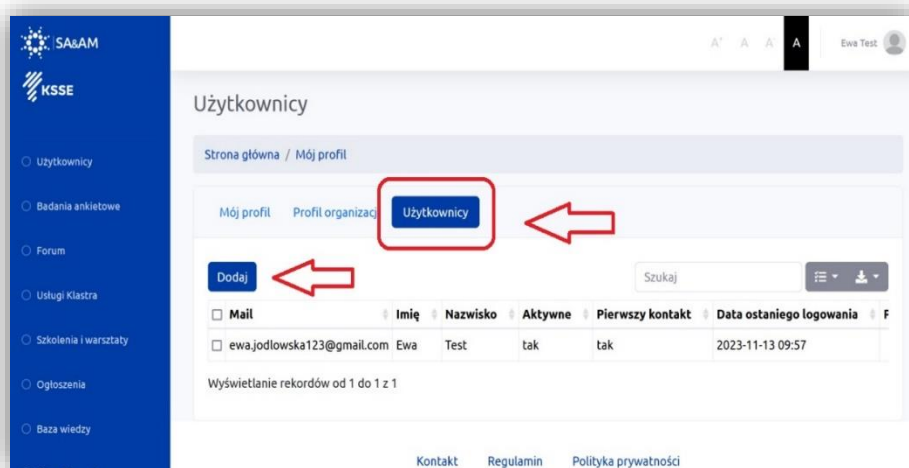 SA&AM
A+ A A- A Ewa Test
KSSE
Użytkownicy
Strona główna / Mój profil
Użytkownicy
Badania ankietowe
Forum
Usługi Klastra
Szkolenia i warsztaty
Ogłoszenia
Baza wiedzy
Mój profil Profil organizacj Użytkownicy
Dodaj Szukaj
Mail Imię Nazwisko Aktywne Pierwszy kontakt Data ostaniego logowania
ewa.jodlowska123@gmail.com Ewa Test tak tak 2023-11-13 09:57
Wyświetlanie rekordów od 1 do 1 z 1
Kontakt Regulamin Polityka prywatności